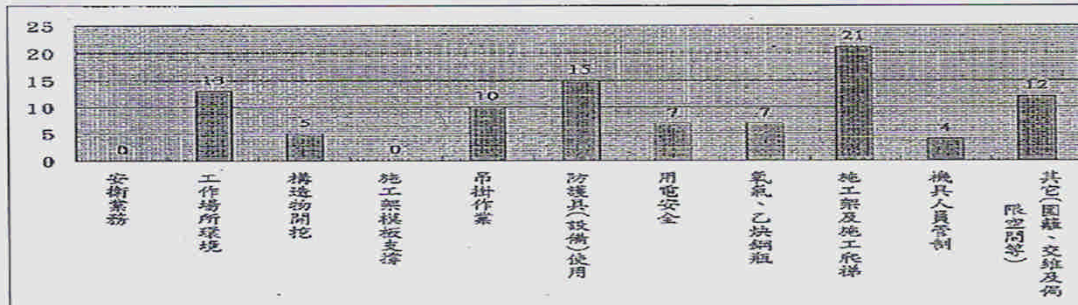 25
20
15
10
5
0
0
13
5
0
10
15
7
7
21
4
12
安衛業務
工作場所環境
構造物開挖
施工架模板支撐
吊掛作業
防護具(設備)使用
用電安全
氧氣、乙炔鋼瓶
施工架及施工爬梯
機具人員管制
其它(圍籬、交維及侷
限空間等)